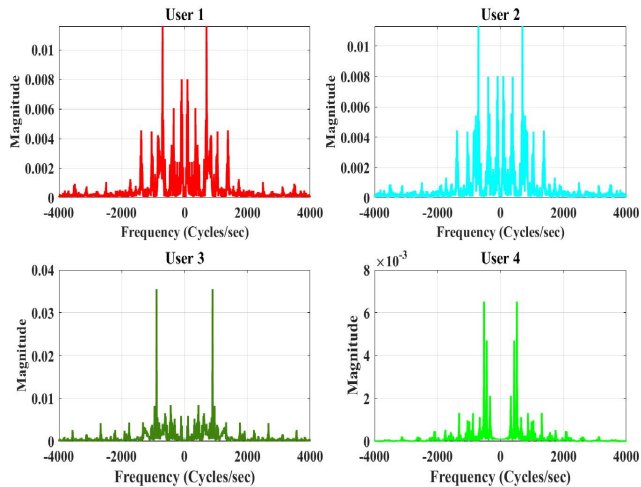 User 1
Magnitude
0.01
0.008
0.006
0.004
0.002
0
-4000 -2000 0 2000 4000
Frequency (Cycles/sec)
User 2
Magnitude
0.01
0.008
0.006
0.004
0.002
0
-4000 -2000 0 2000 4000
Frequency (Cycles/sec)
User 3
Magnitude
0.04
0.03
0.02
0.01
0
-4000 -2000 0 2000 4000
Frequency (Cycles/sec)
User 4
×10⁻³
Magnitude
8
6
4
2
0
-4000 -2000 0 2000 4000
Frequency (Cycles/sec)